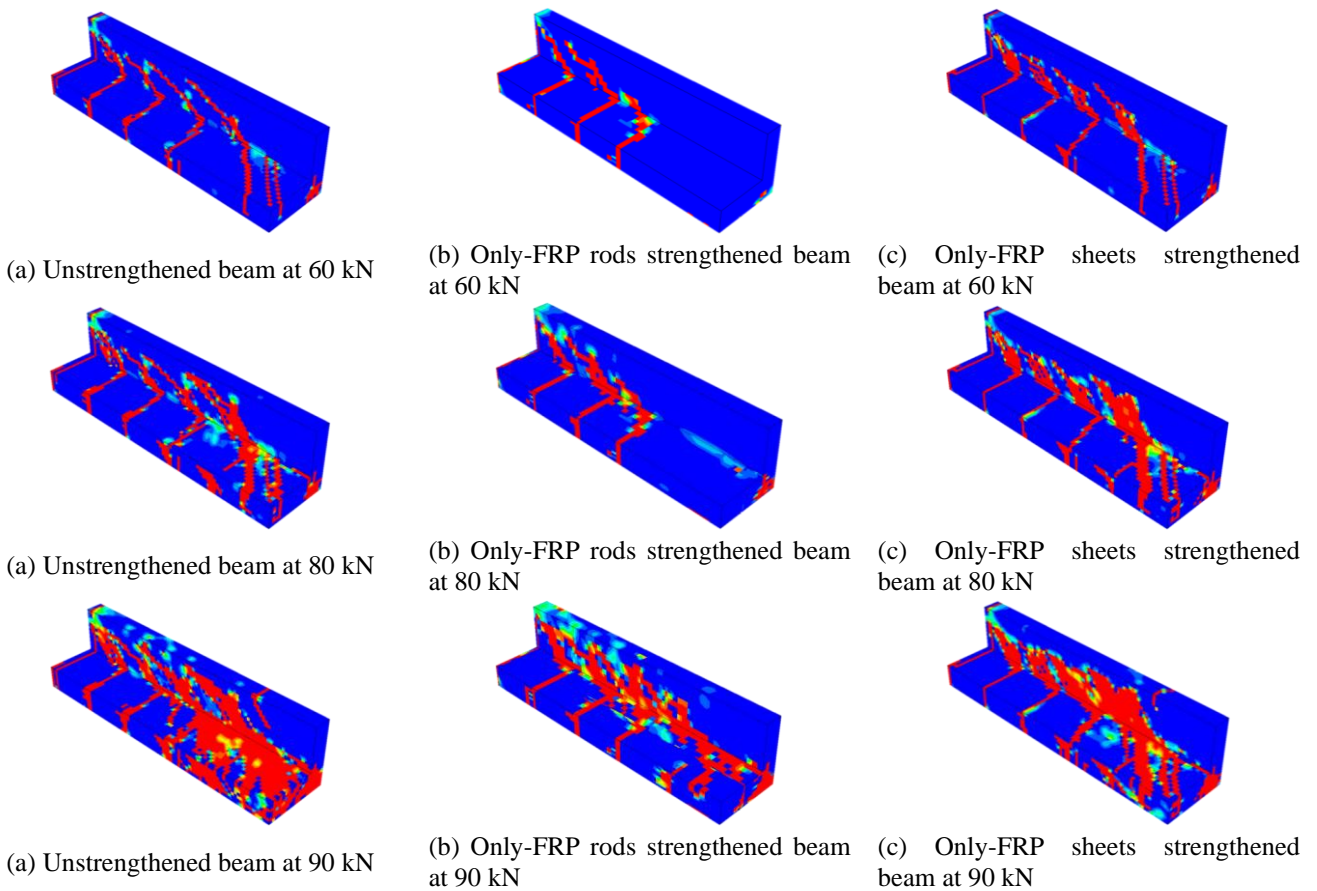 (a) Unstrengthened beam at 60 kN
(b) Only-FRP rods strengthened beam
at 60 kN
(c) Only-FRP sheets strengthened
beam at 60 kN
(a) Unstrengthened beam at 80 kN
(b) Only-FRP rods strengthened beam
at 80 kN
(c) Only-FRP sheets strengthened
beam at 80 kN
(a) Unstrengthened beam at 90 kN
(b) Only-FRP rods strengthened beam
at 90 kN
(c) Only-FRP sheets strengthened
beam at 90 kN